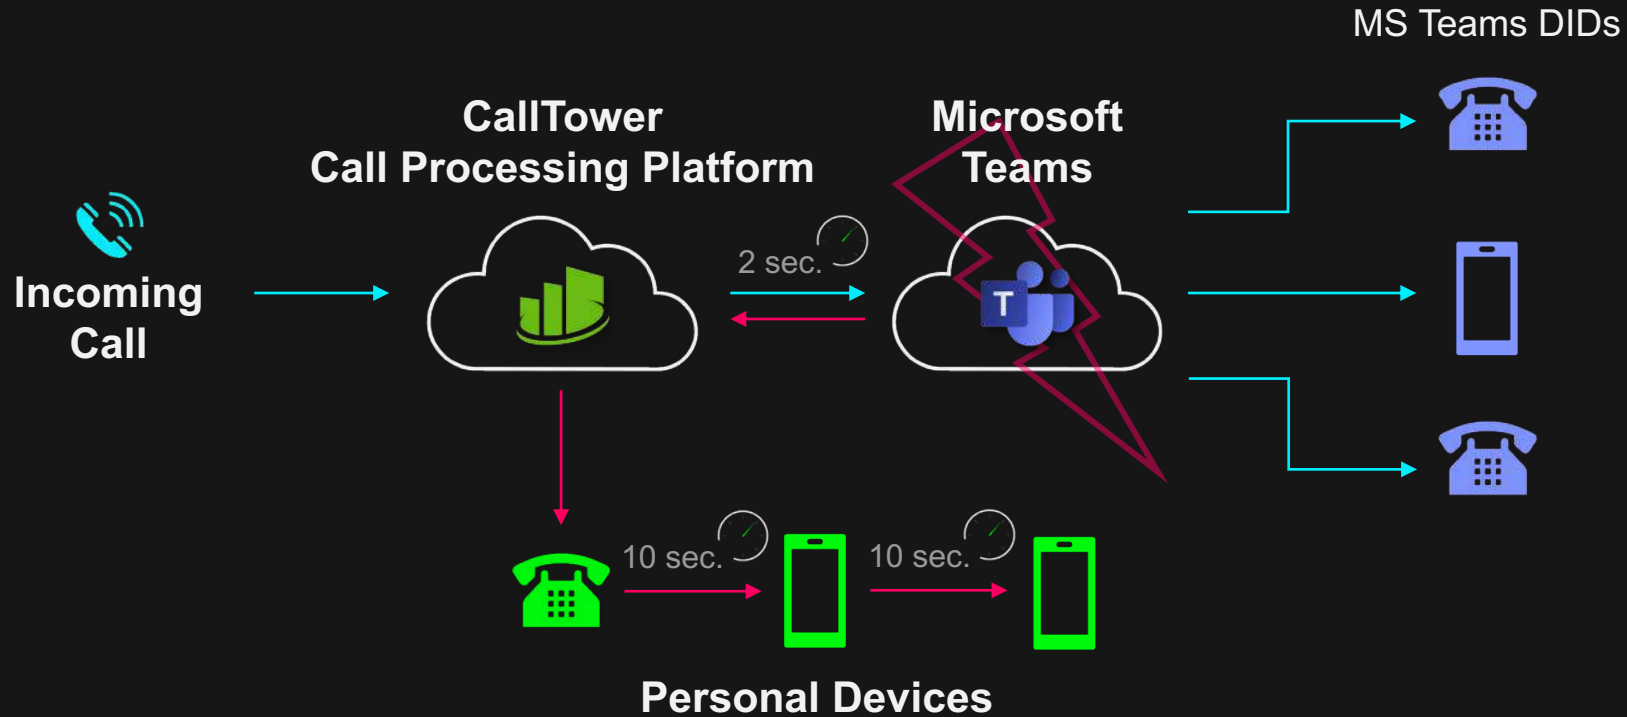 MS Teams DIDs
CallTower
Call Processing Platform
Microsoft
Teams
2 sec.
T
Incoming
Call
10 sec.
10 sec.
Personal Devices